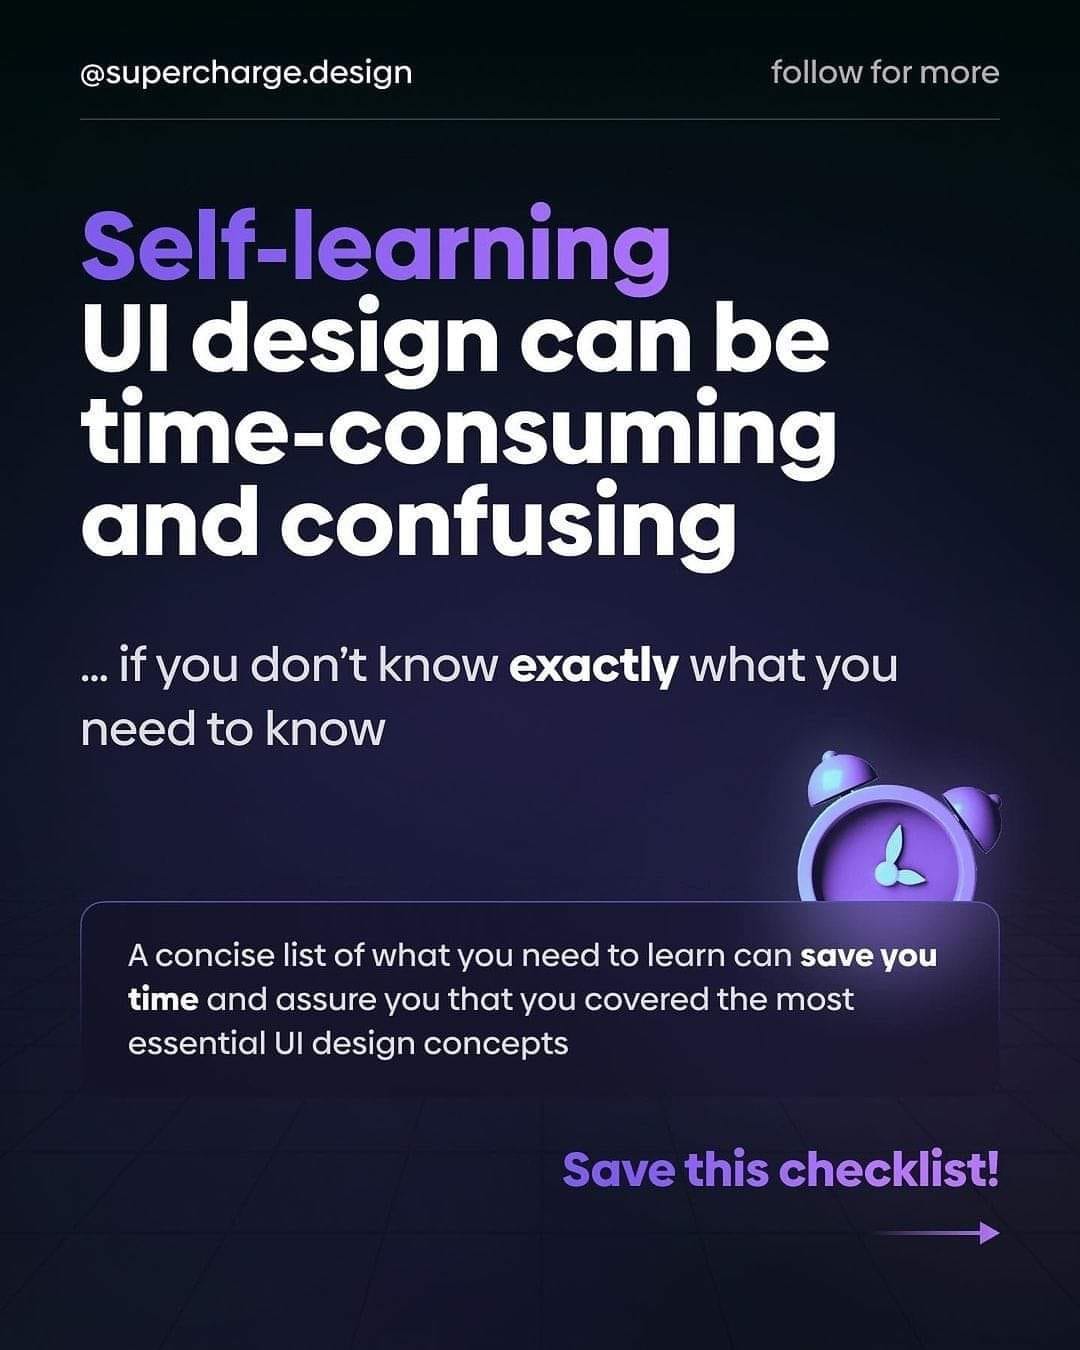 @supercharge.design
follow for more
Self-learning
UI design can be
time-consuming
and confusing
... if you don’t know exactly what you
need to know
A concise list of what you need to learn can save you
time and assure you that you covered the most
essential UI design concepts
Save this checklist!